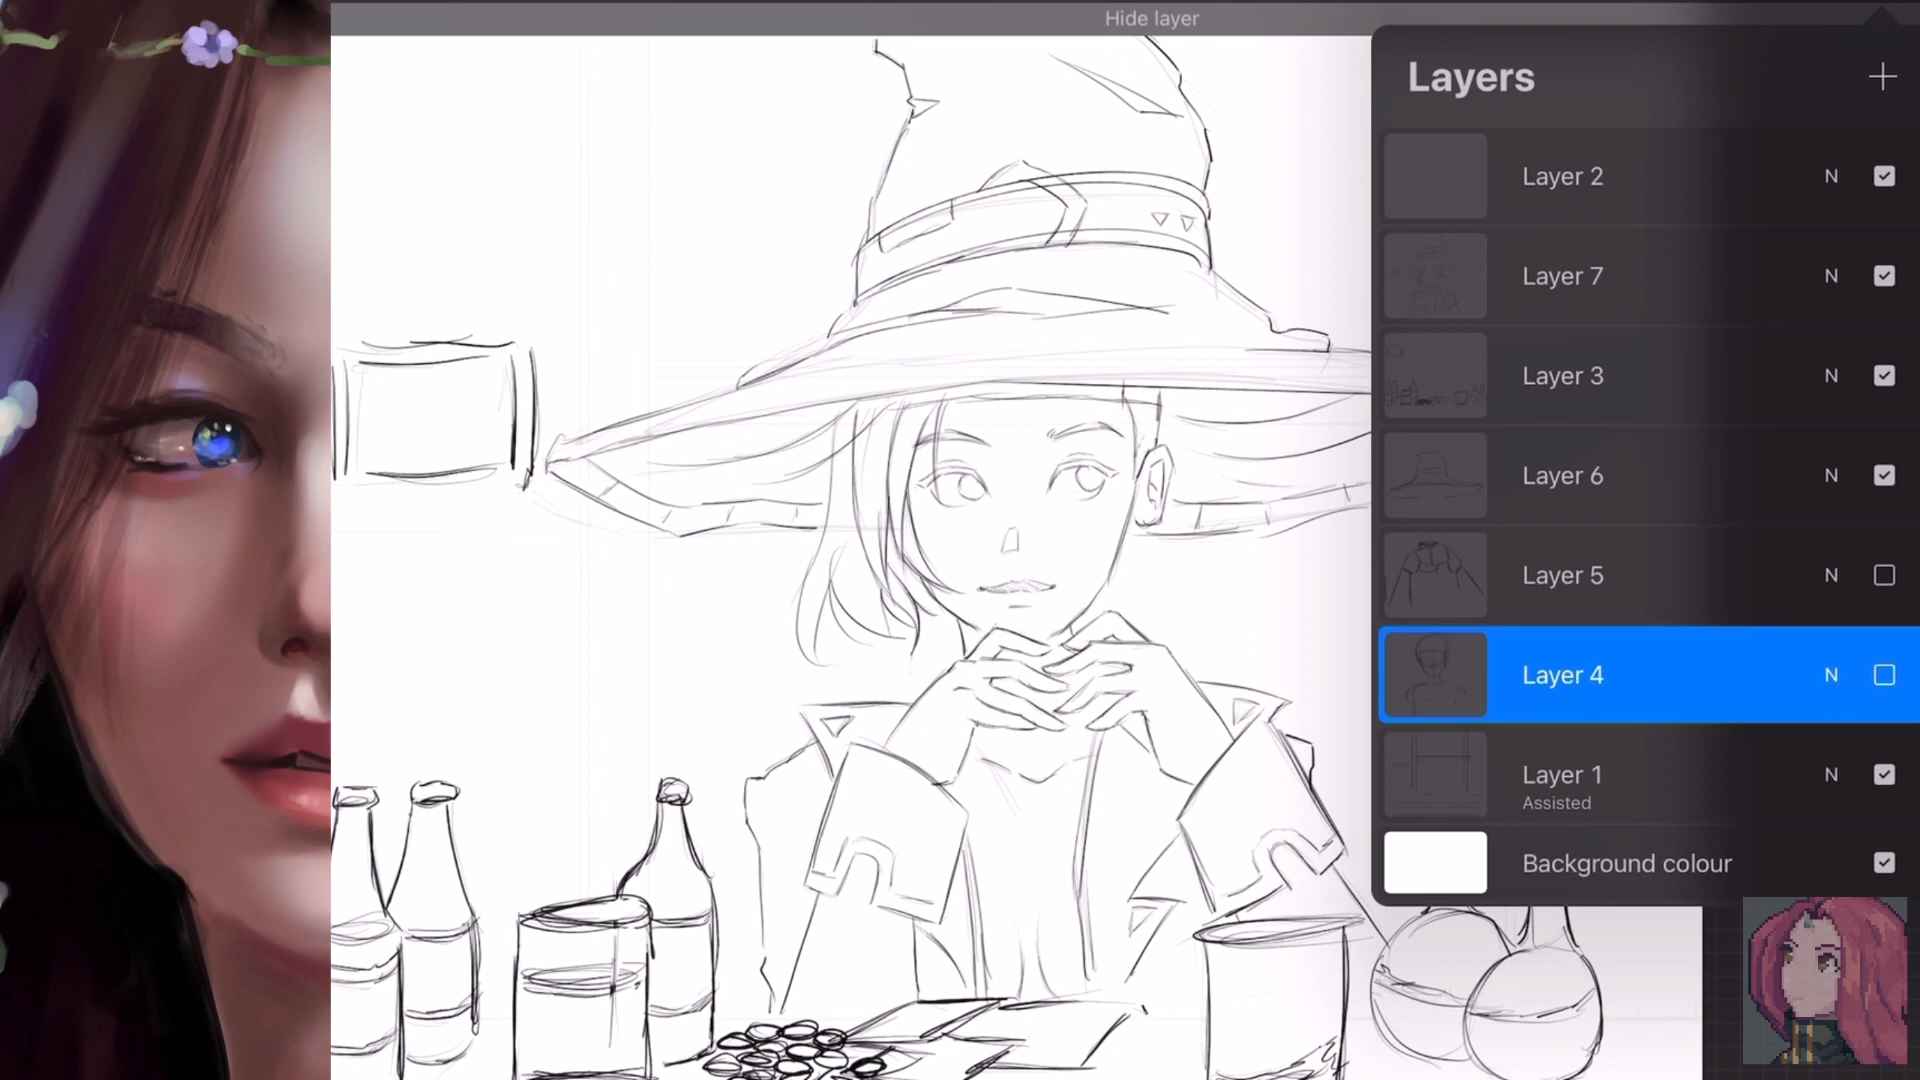 Hide layer
Layers
Layer 2 N
Layer 7 N
Layer 3 N
Layer 6 N
Layer 5 N
Layer 4 N
Layer 1 N
Assisted
Background colour